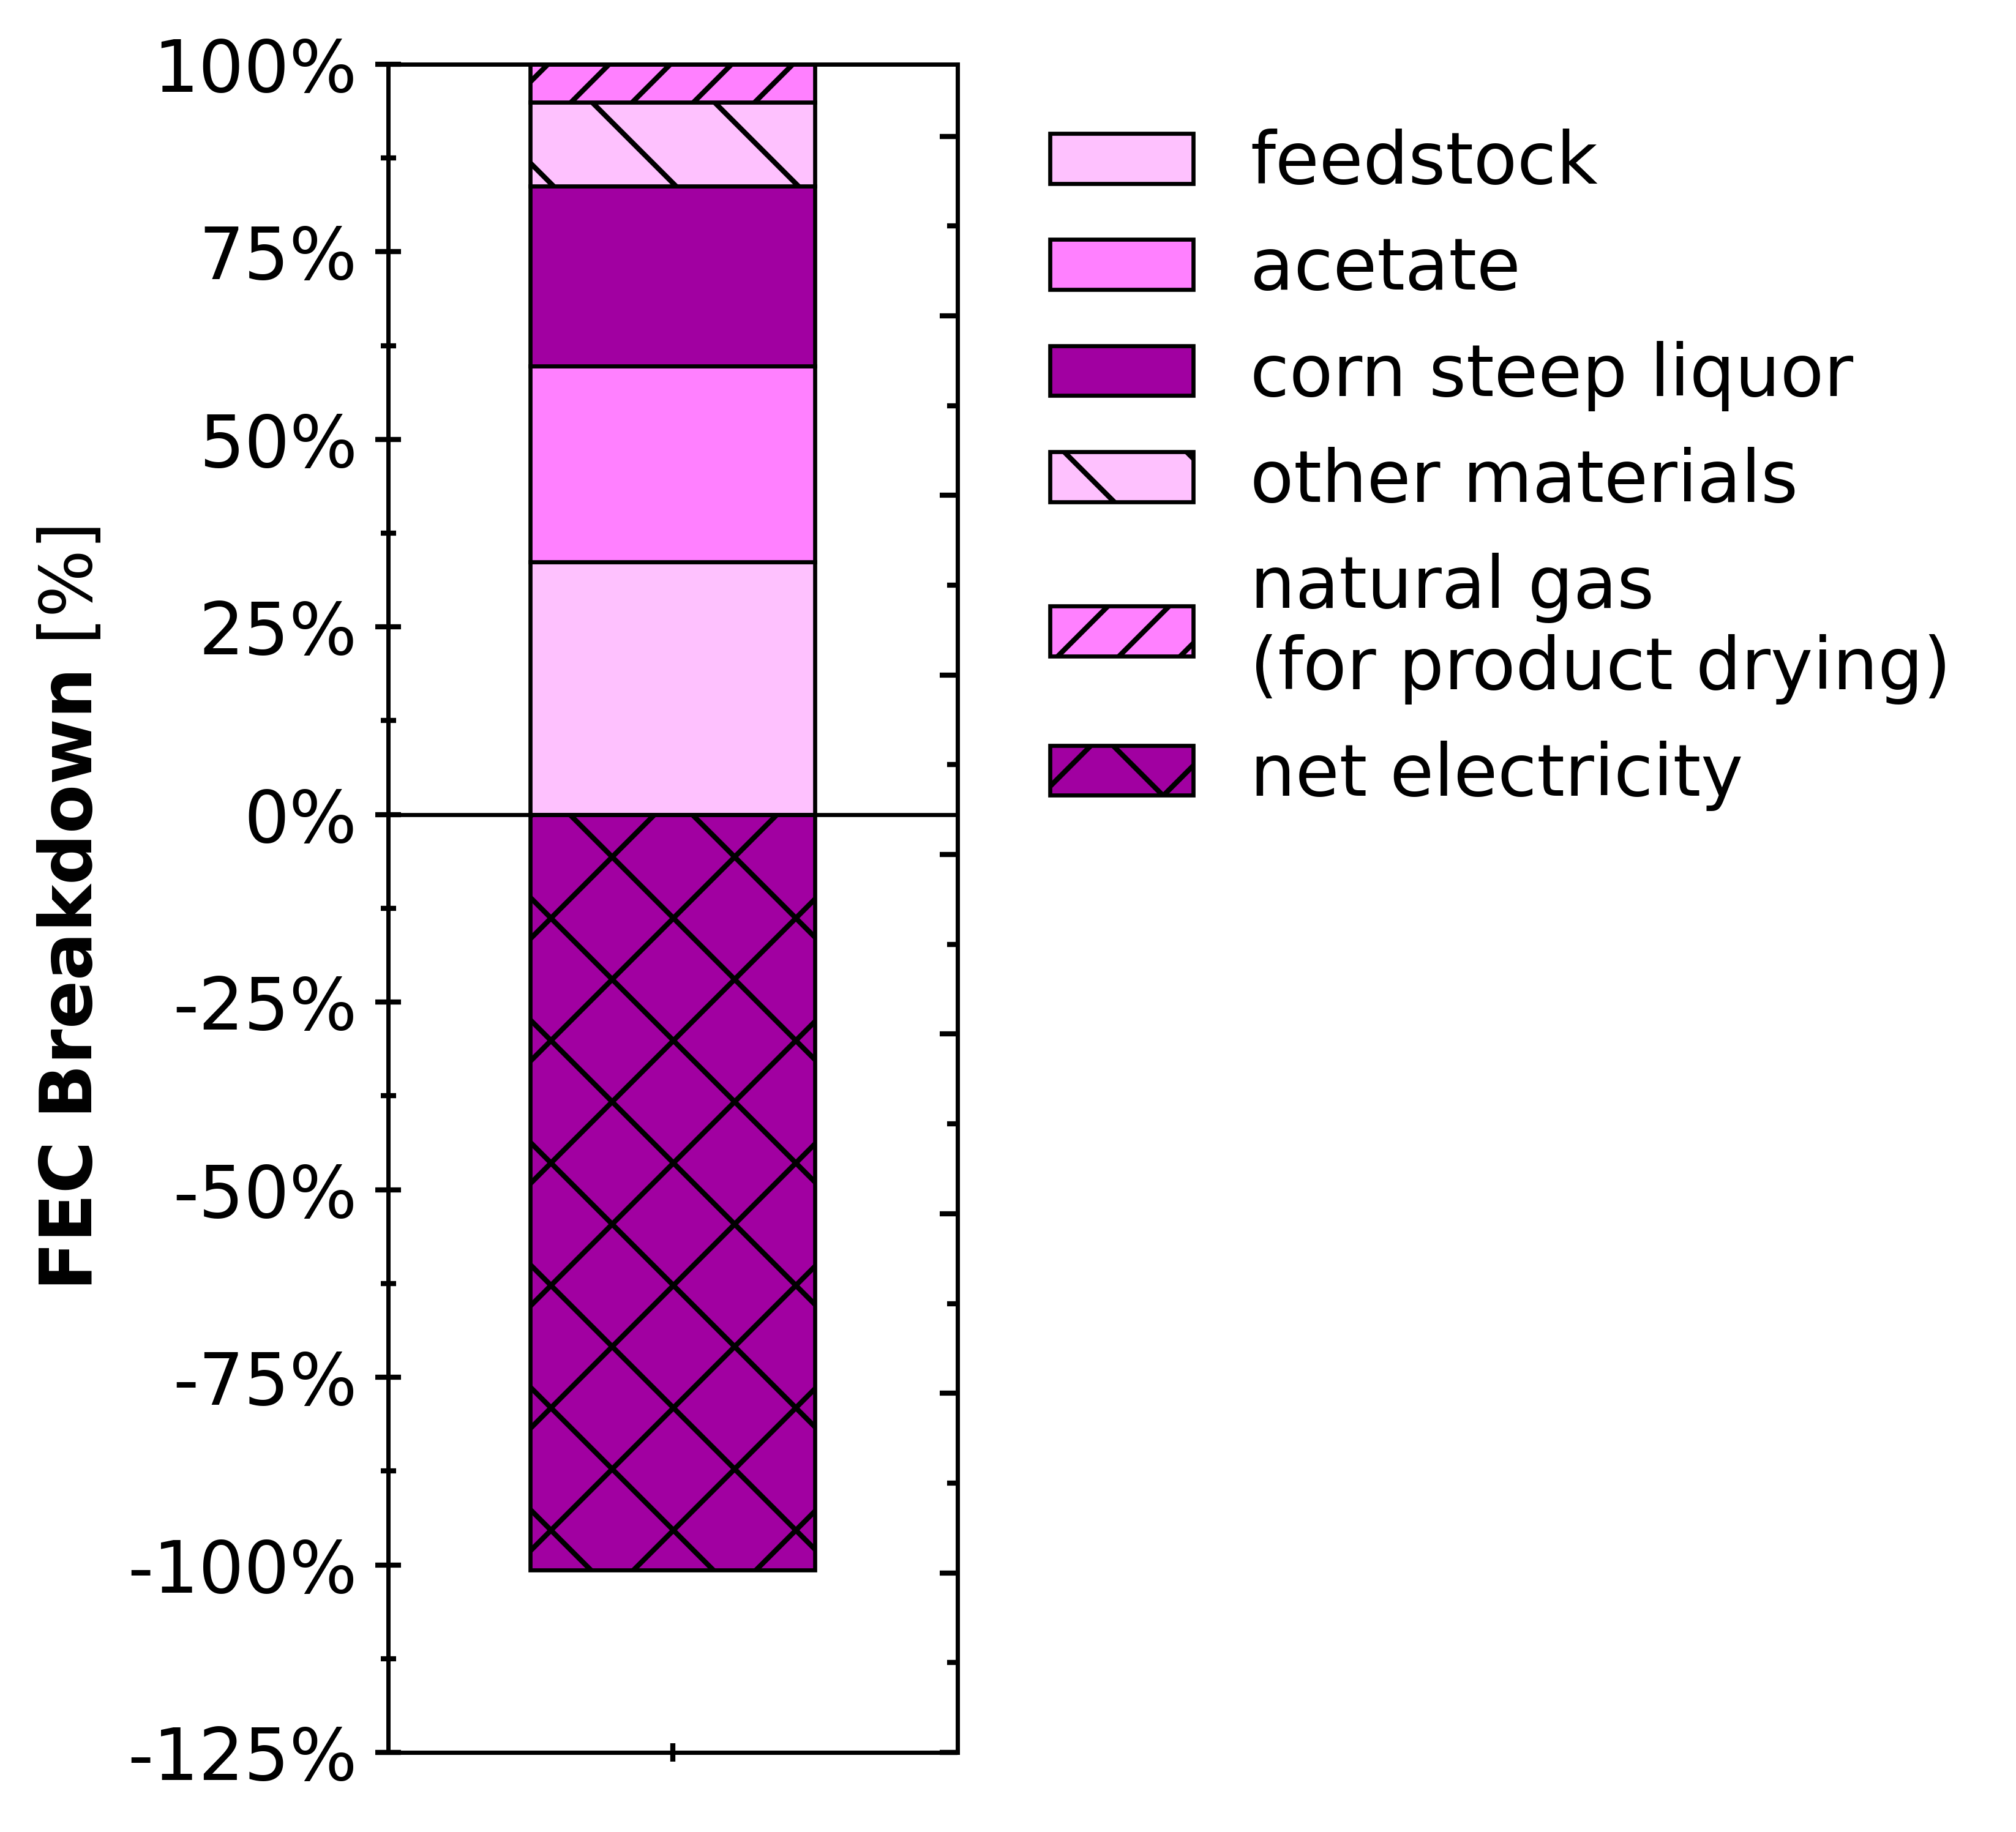 100%
75%
50%
25%
0%
-25%
-50%
-75%
-100%
-125%
FEC Breakdown [%]
feedstock
acetate
corn steep liquor
other materials
natural gas
(for product drying)
net electricity